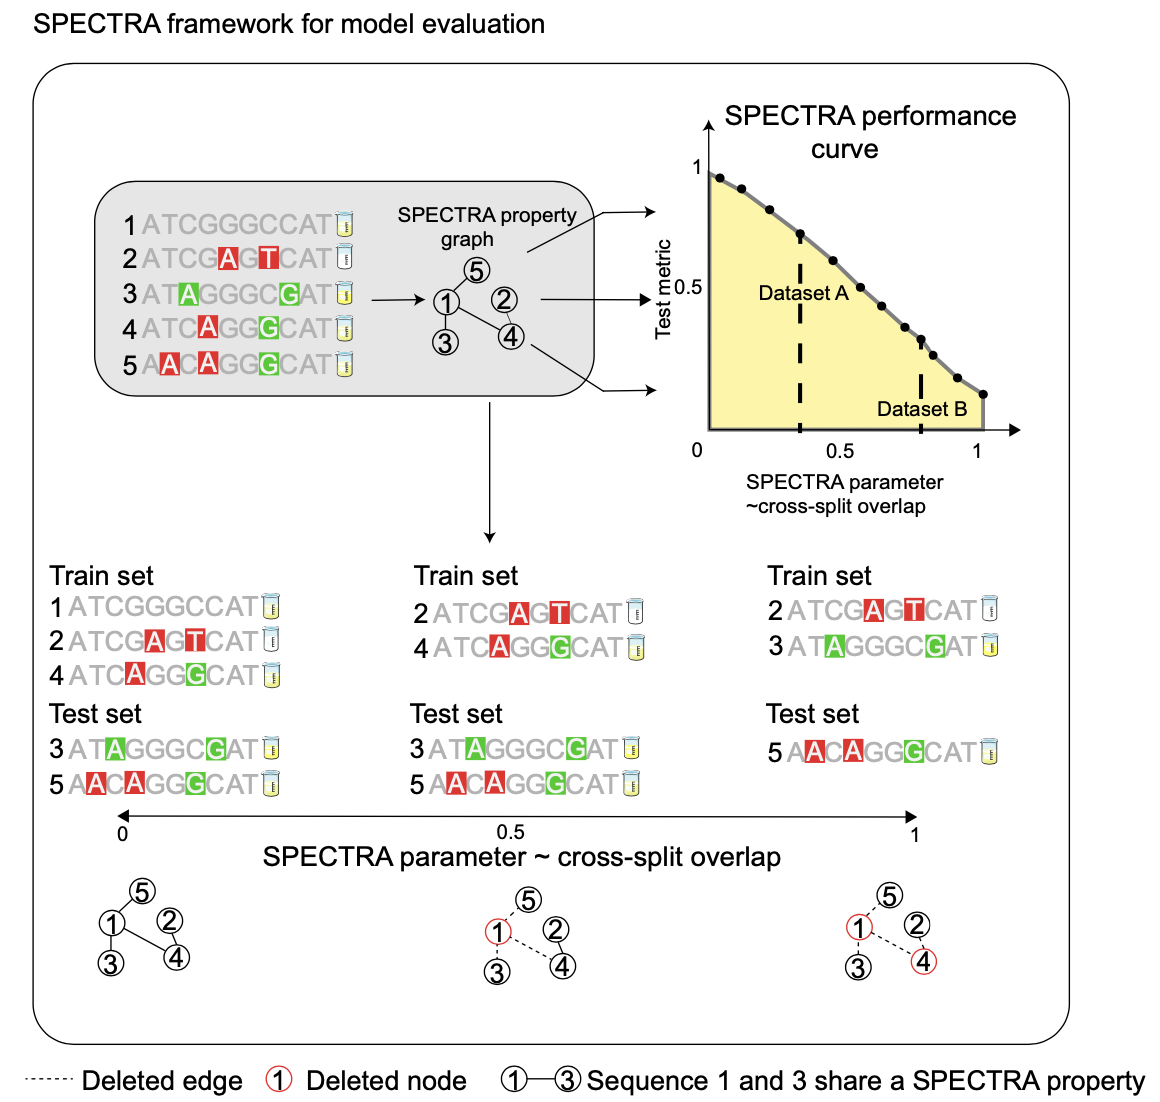 SPECTRA framework for model evaluation
1 ATCGGGCCAT
2 ATCGAGTCAT
3 ATAGGGCGAT
4 ATCAGGGCAT
5 AACAGGGCAT
SPECTRA property
graph
5
1
2
3
4
SPECTRA performance
curve
1
0.5
Test metric
Dataset A
Dataset B
0
0.5
1
SPECTRA parameter
~cross-split overlap
Train set
1 ATCGGGCCAT
2 ATCGAGTCAT
4 ATCAGGGCAT
Test set
3 ATAGGGCGAT
5 AACAGGGCAT
Train set
2 ATCGAGTCAT
4 ATCAGGGCAT
Test set
3 ATAGGGCGAT
5 AACAGGGCAT
Train set
2 ATCGAGTCAT
3 ATAGGGCGAT
Test set
5 AACAGGGCAT
0
0.5
1
SPECTRA parameter ~ cross-split overlap
5
1
2
3
4
5
1
2
3
4
5
1
2
3
4
Deleted edge
1 Deleted node
1 3 Sequence 1 and 3 share a SPECTRA property